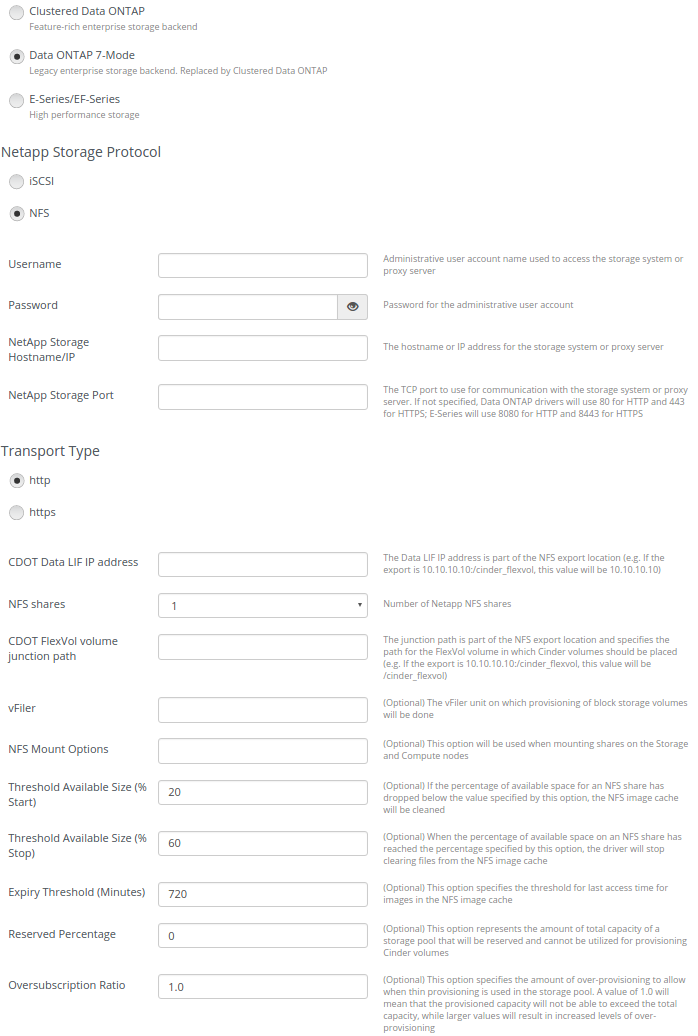 Clustered Data ONTAP
Feature-rich enterprise storage backend
Data ONTAP 7-Mode
Legacy enterprise storage backend. Replaced by Clustered Data ONTAP
E-Series/EF-Series
High performance storage
Netapp Storage Protocol
iSCSI
NFS
Username
Administrative user account name used to access the storage system or
proxy server
Password
Password for the administrative user account
NetApp Storage
Hostname/IP
The hostname or IP address for the storage system or proxy server
NetApp Storage Port
The TCP port to use for communication with the storage system or proxy
server. If not specified, Data ONTAP drivers will use 80 for HTTP and 443
for HTTPS; E-Series will use 8080 for HTTP and 8443 for HTTPS
Transport Type
http
https
CDOT Data LIF IP address
The Data LIF IP address is part of the NFS export location (e.g. If the
export is 10.10.10.10:/cinder_flexvol, this value will be 10.10.10.10)
NFS shares
1
Number of Netapp NFS shares
CDOT FlexVol volume
junction path
The junction path is part of the NFS export location and specifies the
path for the FlexVol volume in which Cinder volumes should be placed
(e.g. If the export is 10.10.10.10:/cinder_flexvol, this value will be
/cinder_flexvol)
vFiler
(Optional) The vFiler unit on which provisioning of block storage volumes
will be done
NFS Mount Options
(Optional) This option will be used when mounting shares on the Storage
and Compute nodes
Threshold Available Size (%
Start)
20
(Optional) If the percentage of available space for an NFS share has
dropped below the value specified by this option, the NFS image cache
will be cleaned
Threshold Available Size (%
Stop)
60
(Optional) When the percentage of available space on an NFS share has
reached the percentage specified by this option, the driver will stop
clearing files from the NFS image cache
Expiry Threshold (Minutes)
720
(Optional) This option specifies the threshold for last access time for
images in the NFS image cache
Reserved Percentage
0
(Optional) This option represents the amount of total capacity of a
storage pool that will be reserved and cannot be utilized for provisioning
Cinder volumes
Oversubscription Ratio
1.0
(Optional) This option specifies the amount of over-provisioning to allow
when thin provisioning is used in the storage pool. A value of 1.0 will
mean that the provisioned capacity will not be able to exceed the total
capacity, while larger values will result in increased levels of over-
provisioning